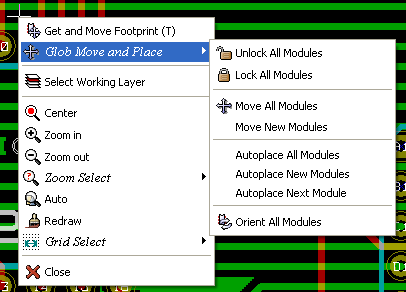 Get and Move Footprint (T)
Glob Move and Place
Select Working Layer
Center
Zoom in
Zoom out
Zoom Select
Auto
Redraw
Grid Select
Close
Unlock All Modules
Lock All Modules
Move All Modules
Move New Modules
Autoplace All Modules
Autoplace New Modules
Autoplace Next Module
Orient All Modules